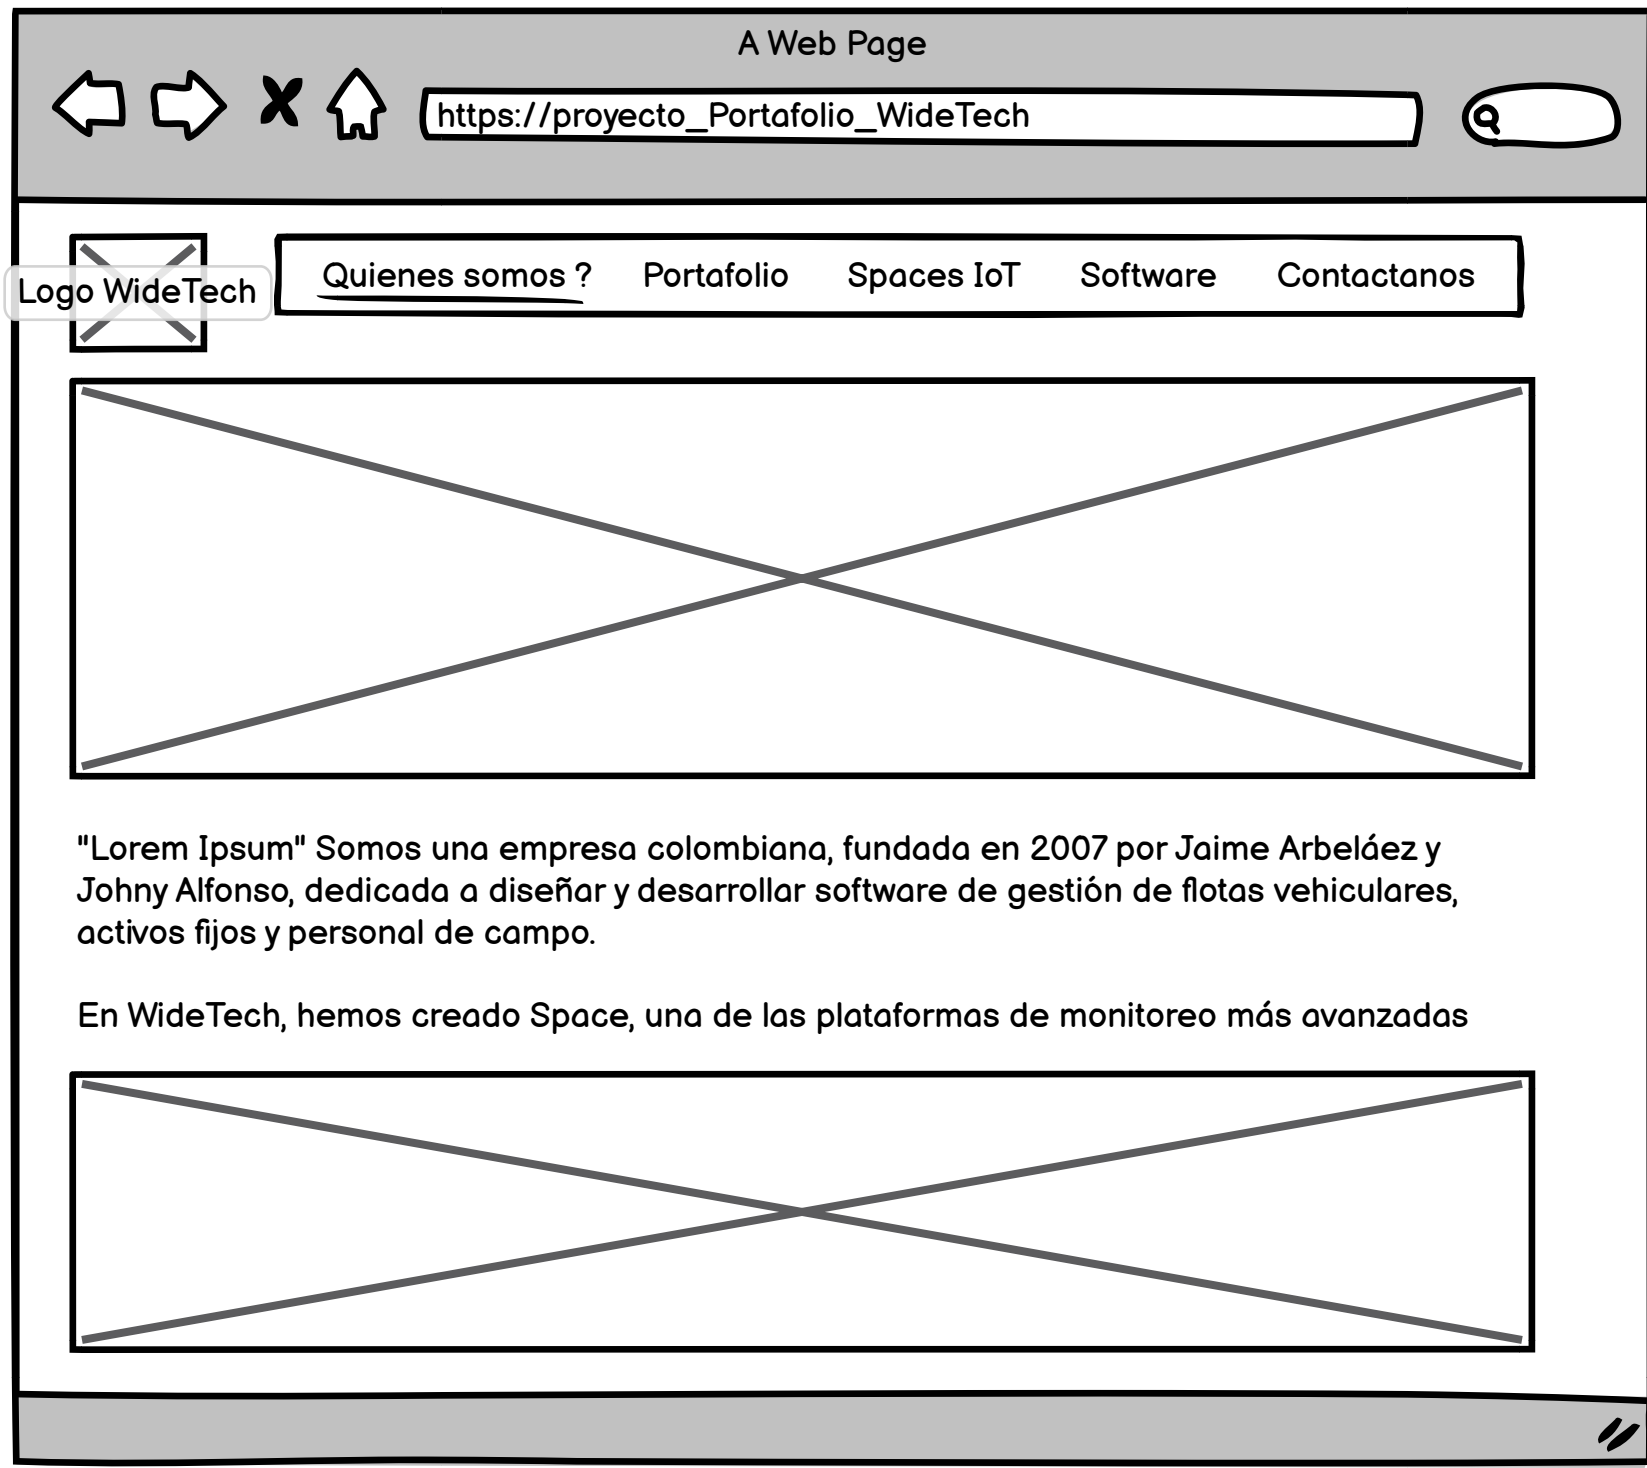 A Web Page
https://proyecto_Portafolio_WideTech
Logo WideTech
Quienes somos ? Portafolio Spaces IoT Software Contactanos
"Lorem Ipsum" Somos una empresa colombiana, fundada en 2007 por Jaime Arbeláez y
Johny Alfonso, dedicada a diseñar y desarrollar software de gestión de flotas vehiculares,
activos fijos y personal de campo.
En WideTech, hemos creado Space, una de las plataformas de monitoreo más avanzadas